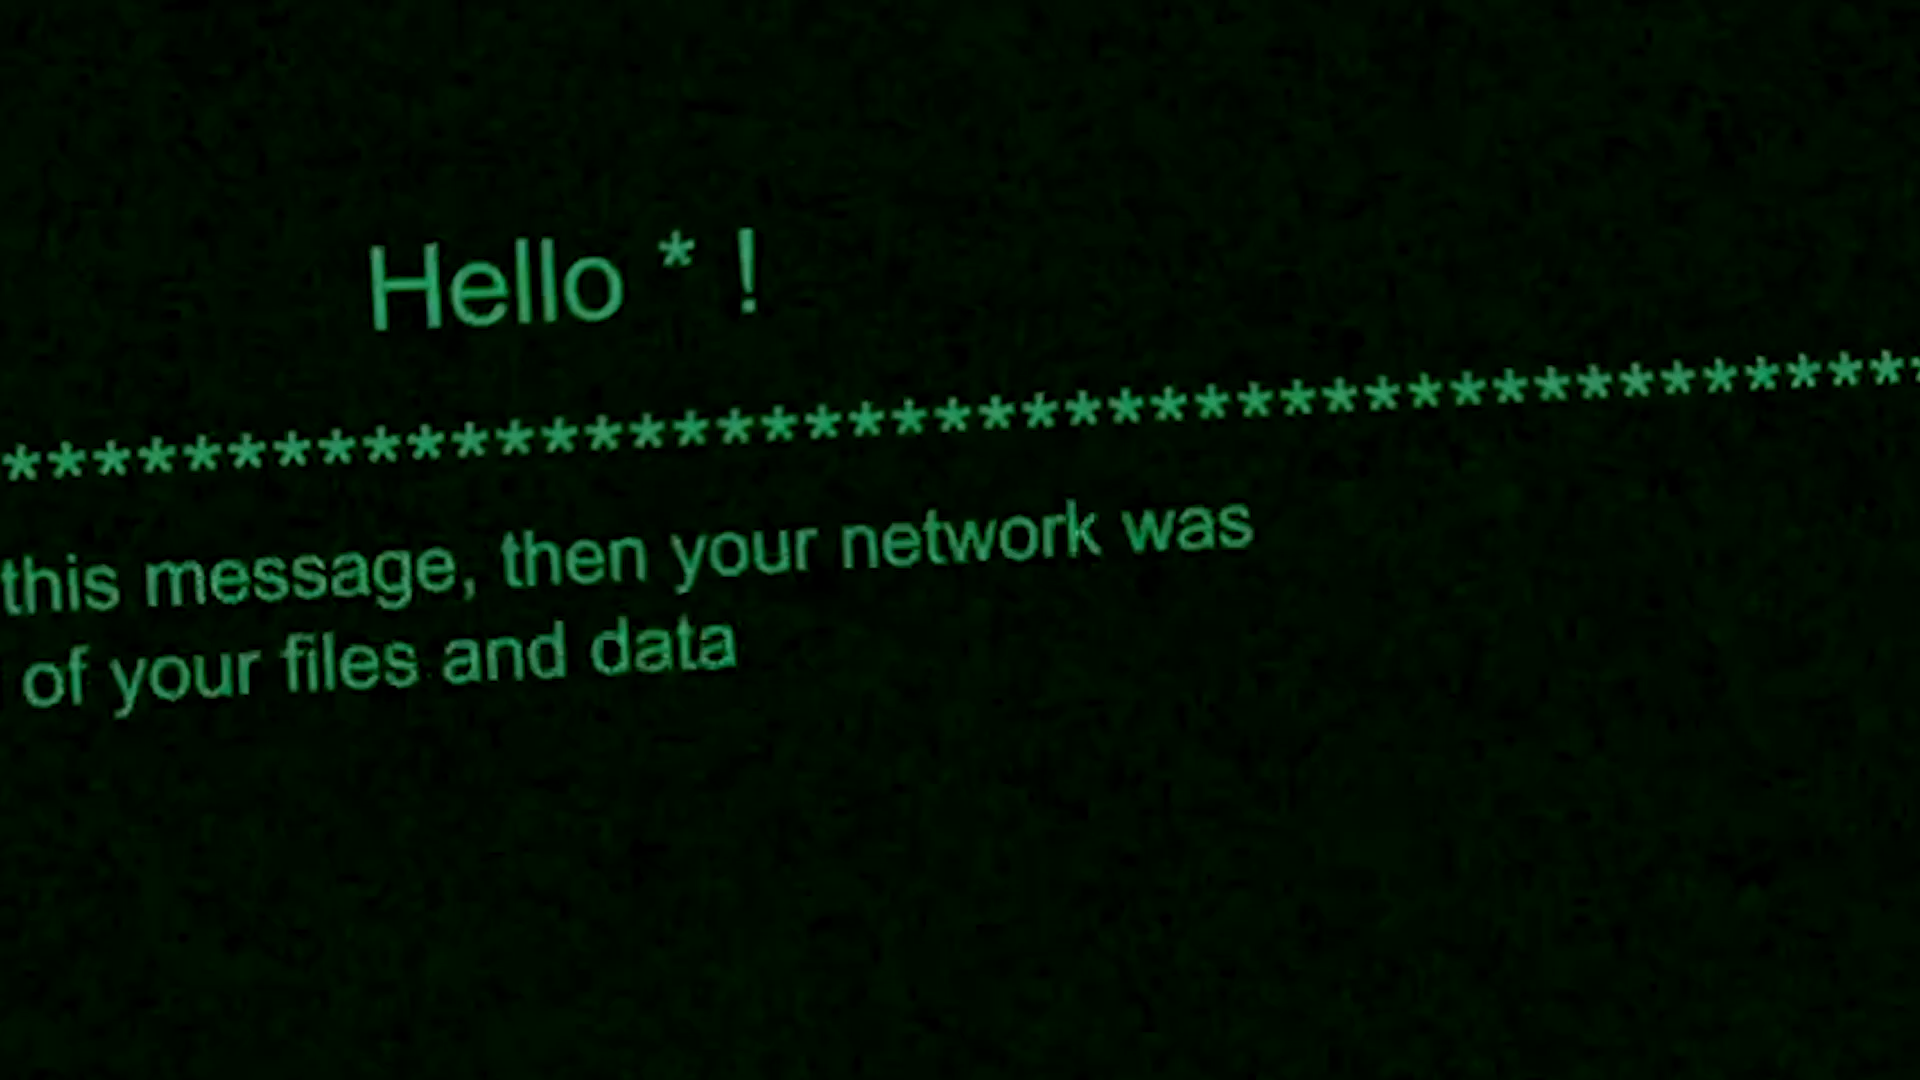 Hello * !
********************************************
this message, then your network was
of your files and data